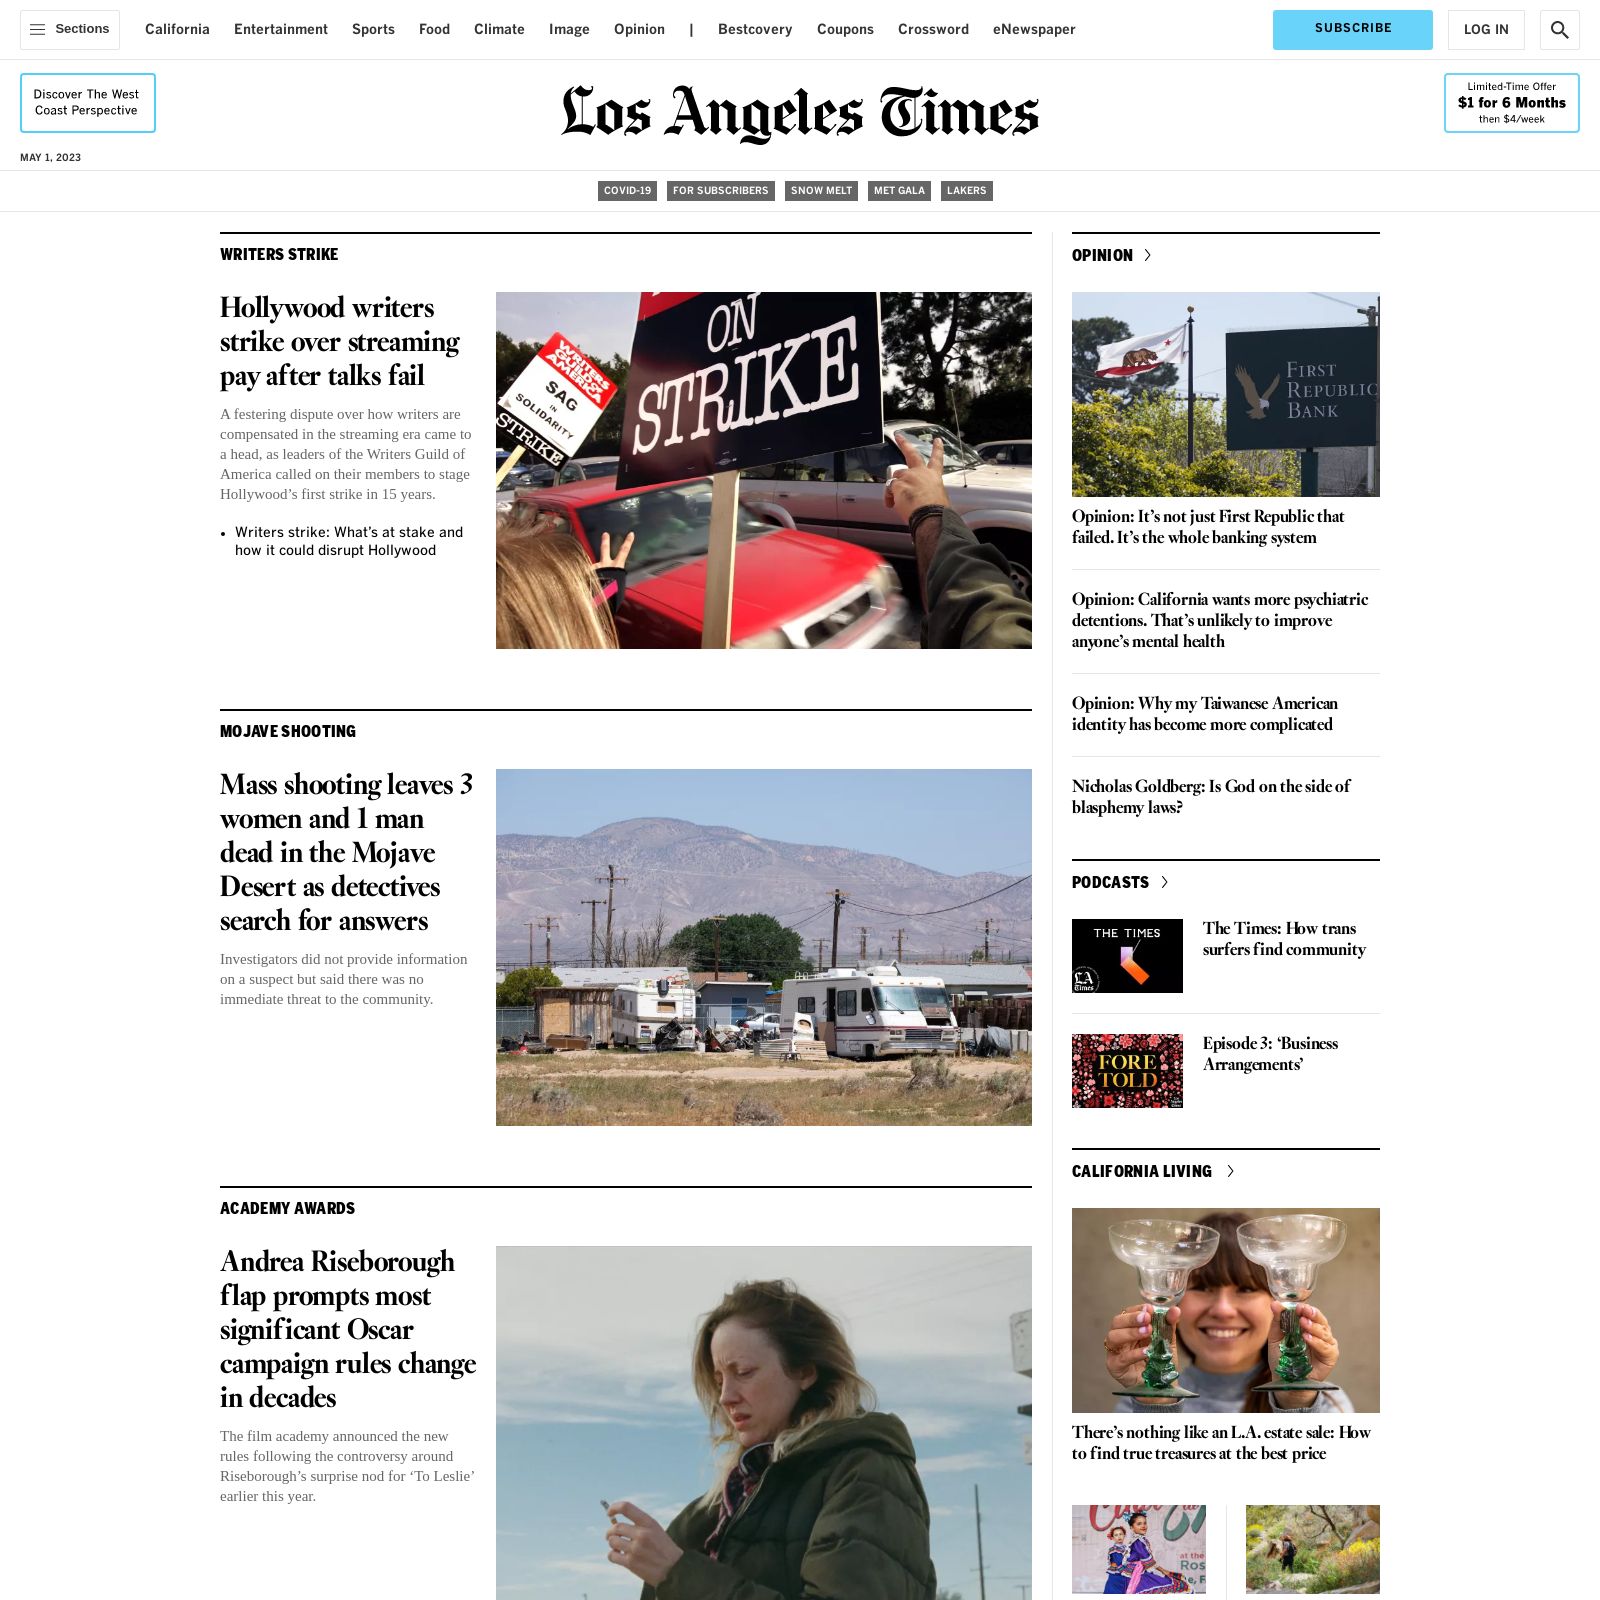 Sections
California
Entertainment
Sports
Food
Climate
Image
Opinion
|
Bestcovery
Coupons
Crossword
eNewspaper
SUBSCRIBE
LOG IN
Discover The West
Coast Perspective
Los Angeles Times
Limited-Time Offer
$1 for 6 Months
then $4/week
MAY 1, 2023
COVID-19
FOR SUBSCRIBERS
SNOW MELT
MET GALA
LAKERS
WRITERS STRIKE
Hollywood writers
strike over streaming
pay after talks fail
A festering dispute over how writers are
compensated in the streaming era came to
a head, as leaders of the Writers Guild of
America called on their members to stage
Hollywood’s first strike in 15 years.
• Writers strike: What’s at stake and
how it could disrupt Hollywood
WRITERS
GUILD
AMERICA
SAG
IN
SOLIDARITY
STRIKE
ON
STRIKE
MOJAVE SHOOTING
Mass shooting leaves 3
women and 1 man
dead in the Mojave
Desert as detectives
search for answers
Investigators did not provide information
on a suspect but said there was no
immediate threat to the community.
ACADEMY AWARDS
Andrea Riseborough
flap prompts most
significant Oscar
campaign rules change
in decades
The film academy announced the new
rules following the controversy around
Riseborough’s surprise nod for ‘To Leslie’
earlier this year.
OPINION
FIRST
REPUBLIC
BANK
Opinion: It’s not just First Republic that
failed. It’s the whole banking system
Opinion: California wants more psychiatric
detentions. That’s unlikely to improve
anyone’s mental health
Opinion: Why my Taiwanese American
identity has become more complicated
Nicholas Goldberg: Is God on the side of
blasphemy laws?
PODCASTS
THE TIMES
LA
Times
The Times: How trans
surfers find community
FORE
TOLD
Episode 3: ‘Business
Arrangements’
CALIFORNIA LIVING
There’s nothing like an L.A. estate sale: How
to find true treasures at the best price
at the
Ros